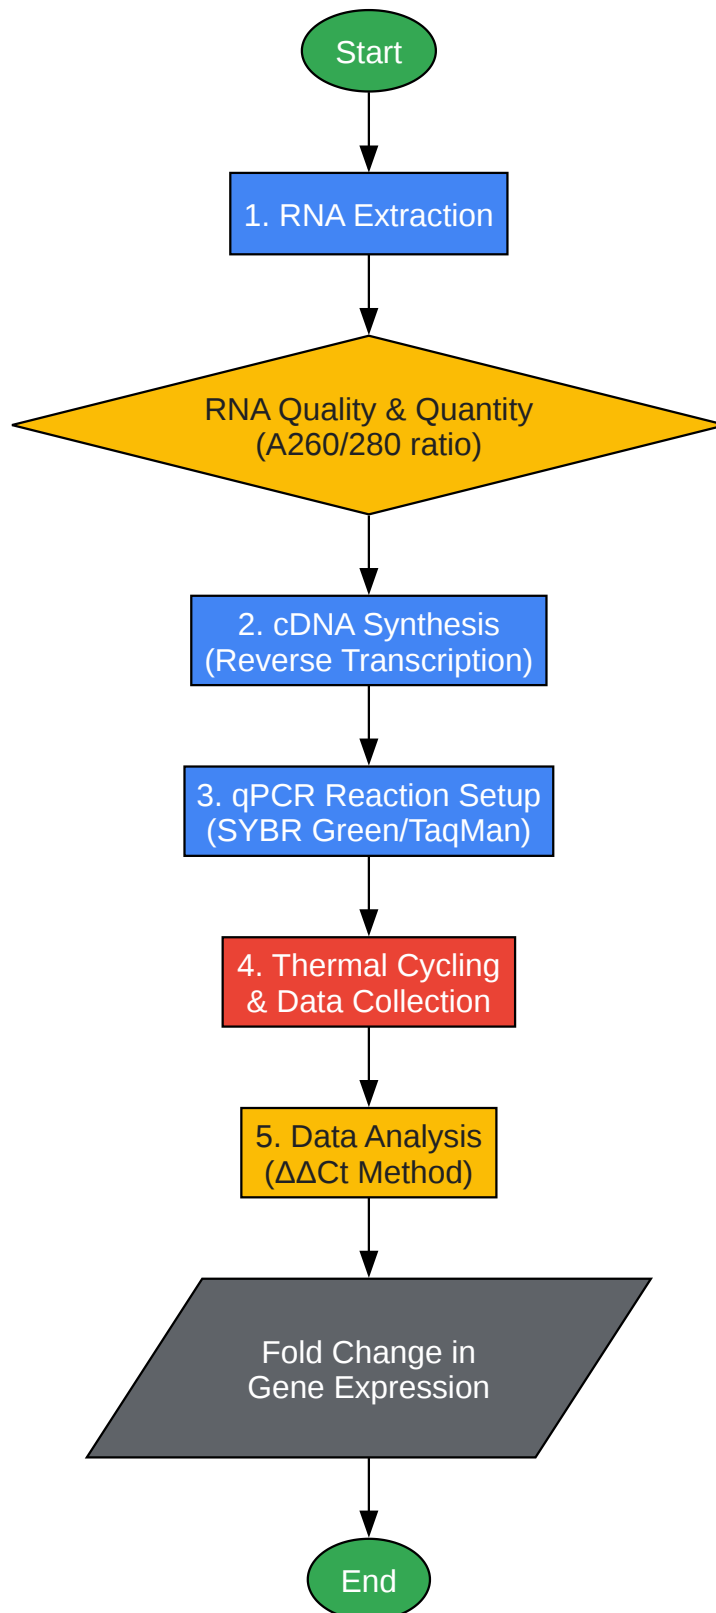 Start
1. RNA Extraction
RNA Quality & Quantity
(A260/280 ratio)
2. cDNA Synthesis
(Reverse Transcription)
3. qPCR Reaction Setup
(SYBR Green/TaqMan)
4. Thermal Cycling
& Data Collection
5. Data Analysis
(ΔΔCt Method)
Fold Change in
Gene Expression
End